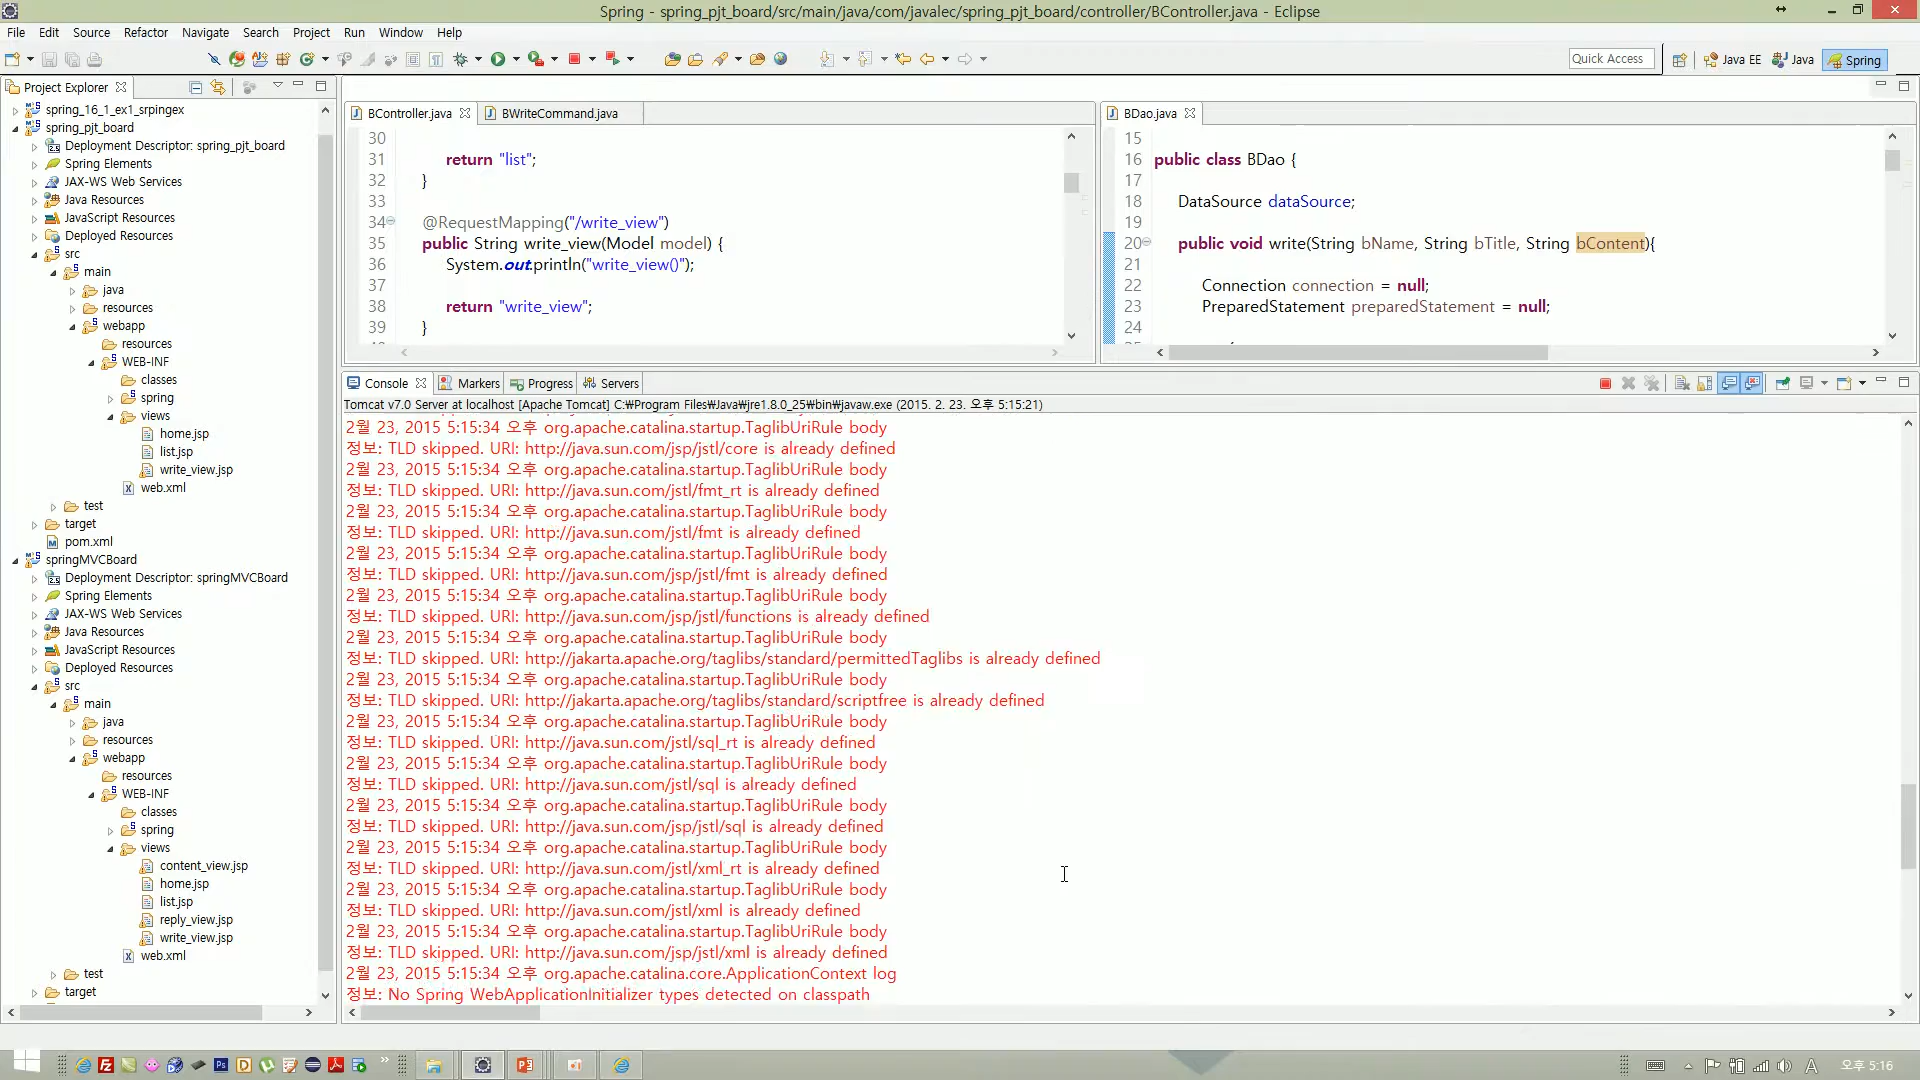 Spring - spring_pjt_board/src/main/java/com/javalec/spring_pjt_board/controller/BController.java - Eclipse
File Edit Source Refactor Navigate Search Project Run Window Help
Quick Access
Java EE
Java
Spring
Project Explorer
spring_16_1_ex1_srpingex
spring_pjt_board
Deployment Descriptor: spring_pjt_board
Spring Elements
JAX-WS Web Services
Java Resources
JavaScript Resources
Deployed Resources
src
main
java
resources
webapp
resources
WEB-INF
classes
spring
views
home.jsp
list.jsp
write_view.jsp
web.xml
test
target
pom.xml
springMVCBoard
Deployment Descriptor: springMVCBoard
Spring Elements
JAX-WS Web Services
Java Resources
JavaScript Resources
Deployed Resources
src
main
java
resources
webapp
resources
WEB-INF
classes
spring
views
content_view.jsp
home.jsp
list.jsp
reply_view.jsp
write_view.jsp
web.xml
test
target
BController.java
BWriteCommand.java
30
31 return "list";
32 }
33
34 @RequestMapping("/write_view")
35 public String write_view(Model model) {
36 System.out.println("write_view()");
37
38 return "write_view";
39 }
BDao.java
15
16 public class BDao {
17
18 DataSource dataSource;
19
20 public void write(String bName, String bTitle, String bContent){
21
22 Connection connection = null;
23 PreparedStatement preparedStatement = null;
24
Console Markers Progress Servers
Tomcat v7.0 Server at localhost [Apache Tomcat] C:₩Program Files₩Java₩jre1.8.0_25₩bin₩javaw.exe (2015. 2. 23. 오후 5:15:21)
2월 23, 2015 5:15:34 오후 org.apache.catalina.startup.TaglibUriRule body
정보: TLD skipped. URI: http://java.sun.com/jsp/jstl/core is already defined
2월 23, 2015 5:15:34 오후 org.apache.catalina.startup.TaglibUriRule body
정보: TLD skipped. URI: http://java.sun.com/jstl/fmt_rt is already defined
2월 23, 2015 5:15:34 오후 org.apache.catalina.startup.TaglibUriRule body
정보: TLD skipped. URI: http://java.sun.com/jstl/fmt is already defined
2월 23, 2015 5:15:34 오후 org.apache.catalina.startup.TaglibUriRule body
정보: TLD skipped. URI: http://java.sun.com/jsp/jstl/fmt is already defined
2월 23, 2015 5:15:34 오후 org.apache.catalina.startup.TaglibUriRule body
정보: TLD skipped. URI: http://java.sun.com/jsp/jstl/functions is already defined
2월 23, 2015 5:15:34 오후 org.apache.catalina.startup.TaglibUriRule body
정보: TLD skipped. URI: http://jakarta.apache.org/taglibs/standard/permittedTaglibs is already defined
2월 23, 2015 5:15:34 오후 org.apache.catalina.startup.TaglibUriRule body
정보: TLD skipped. URI: http://jakarta.apache.org/taglibs/standard/scriptfree is already defined
2월 23, 2015 5:15:34 오후 org.apache.catalina.startup.TaglibUriRule body
정보: TLD skipped. URI: http://java.sun.com/jstl/sql_rt is already defined
2월 23, 2015 5:15:34 오후 org.apache.catalina.startup.TaglibUriRule body
정보: TLD skipped. URI: http://java.sun.com/jstl/sql is already defined
2월 23, 2015 5:15:34 오후 org.apache.catalina.startup.TaglibUriRule body
정보: TLD skipped. URI: http://java.sun.com/jsp/jstl/sql is already defined
2월 23, 2015 5:15:34 오후 org.apache.catalina.startup.TaglibUriRule body
정보: TLD skipped. URI: http://java.sun.com/jstl/xml_rt is already defined
2월 23, 2015 5:15:34 오후 org.apache.catalina.startup.TaglibUriRule body
정보: TLD skipped. URI: http://java.sun.com/jstl/xml is already defined
2월 23, 2015 5:15:34 오후 org.apache.catalina.startup.TaglibUriRule body
정보: TLD skipped. URI: http://java.sun.com/jsp/jstl/xml is already defined
2월 23, 2015 5:15:34 오후 org.apache.catalina.core.ApplicationContext log
정보: No Spring WebApplicationInitializer types detected on classpath
A
오후 5:16